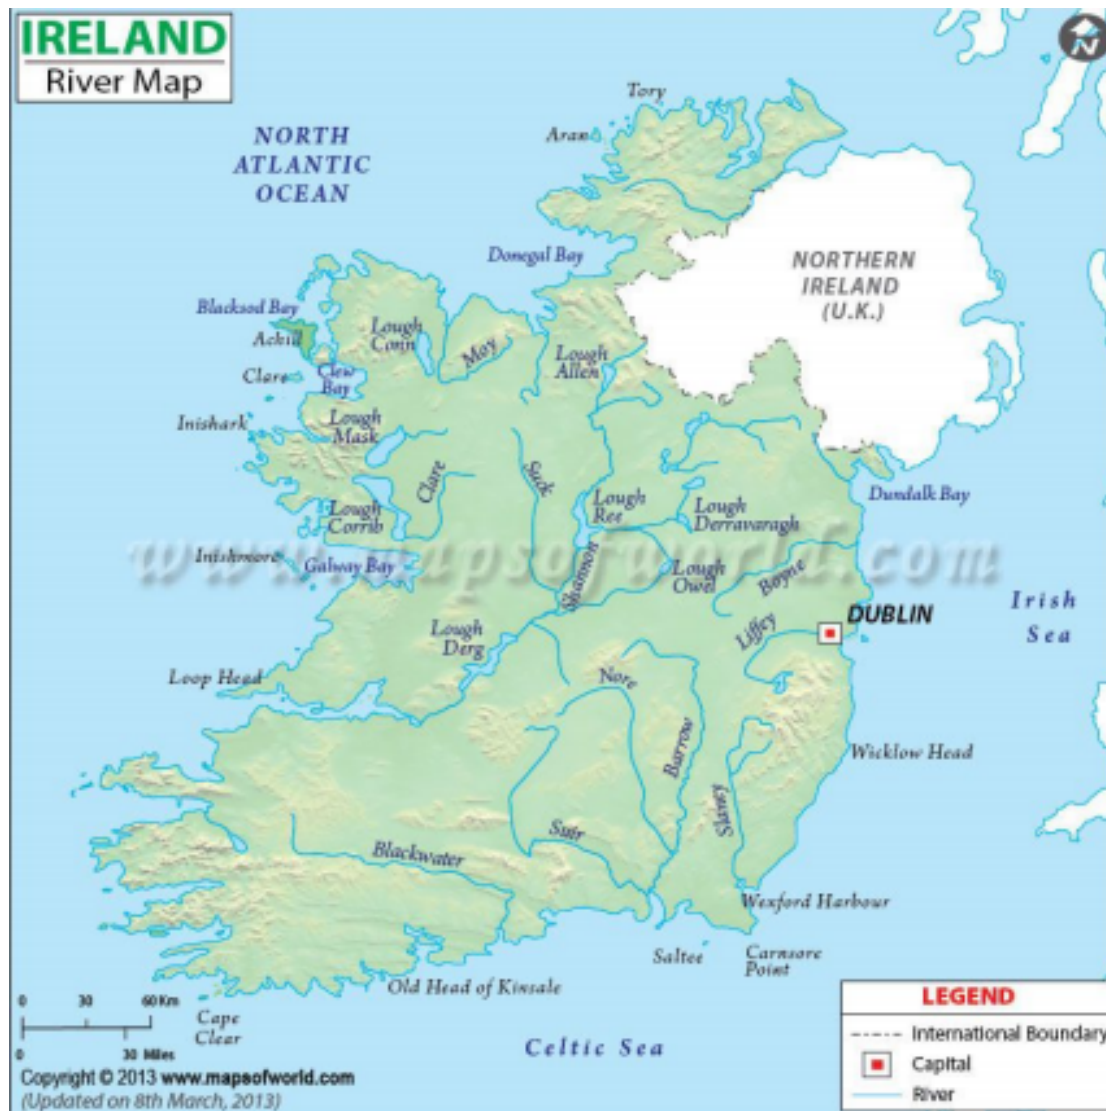 IRELAND
River Map
N
Tory
Aran
NORTH
ATLANTIC
OCEAN
Donegal Bay
NORTHERN
IRELAND
(U.K.)
Blacksod Bay
Achill
Lough
Conn
Moy
Lough
Allen
Clare
Clew
Bay
Inishark
Lough
Mask
Clare
Suck
Lough
Ree
Lough
Derravaragh
Dundalk Bay
Lough
Corrib
www.mapsofworld.com
Inishmore
Galway Bay
Shannon
Lough
Owel
Boyne
Irish
Sea
DUBLIN
Liffey
Lough
Derg
Loop Head
Nore
Barrow
Wicklow Head
Slaney
Suir
Blackwater
Wexford Harbour
Saltee
Carnsore
Point
Old Head of Kinsale
Cape
Clear
Celtic Sea
0 30 60 Km
0 30 Miles
Copyright © 2013 www.mapsofworld.com
(Updated on 8th March, 2013)
LEGEND
International Boundary
Capital
River